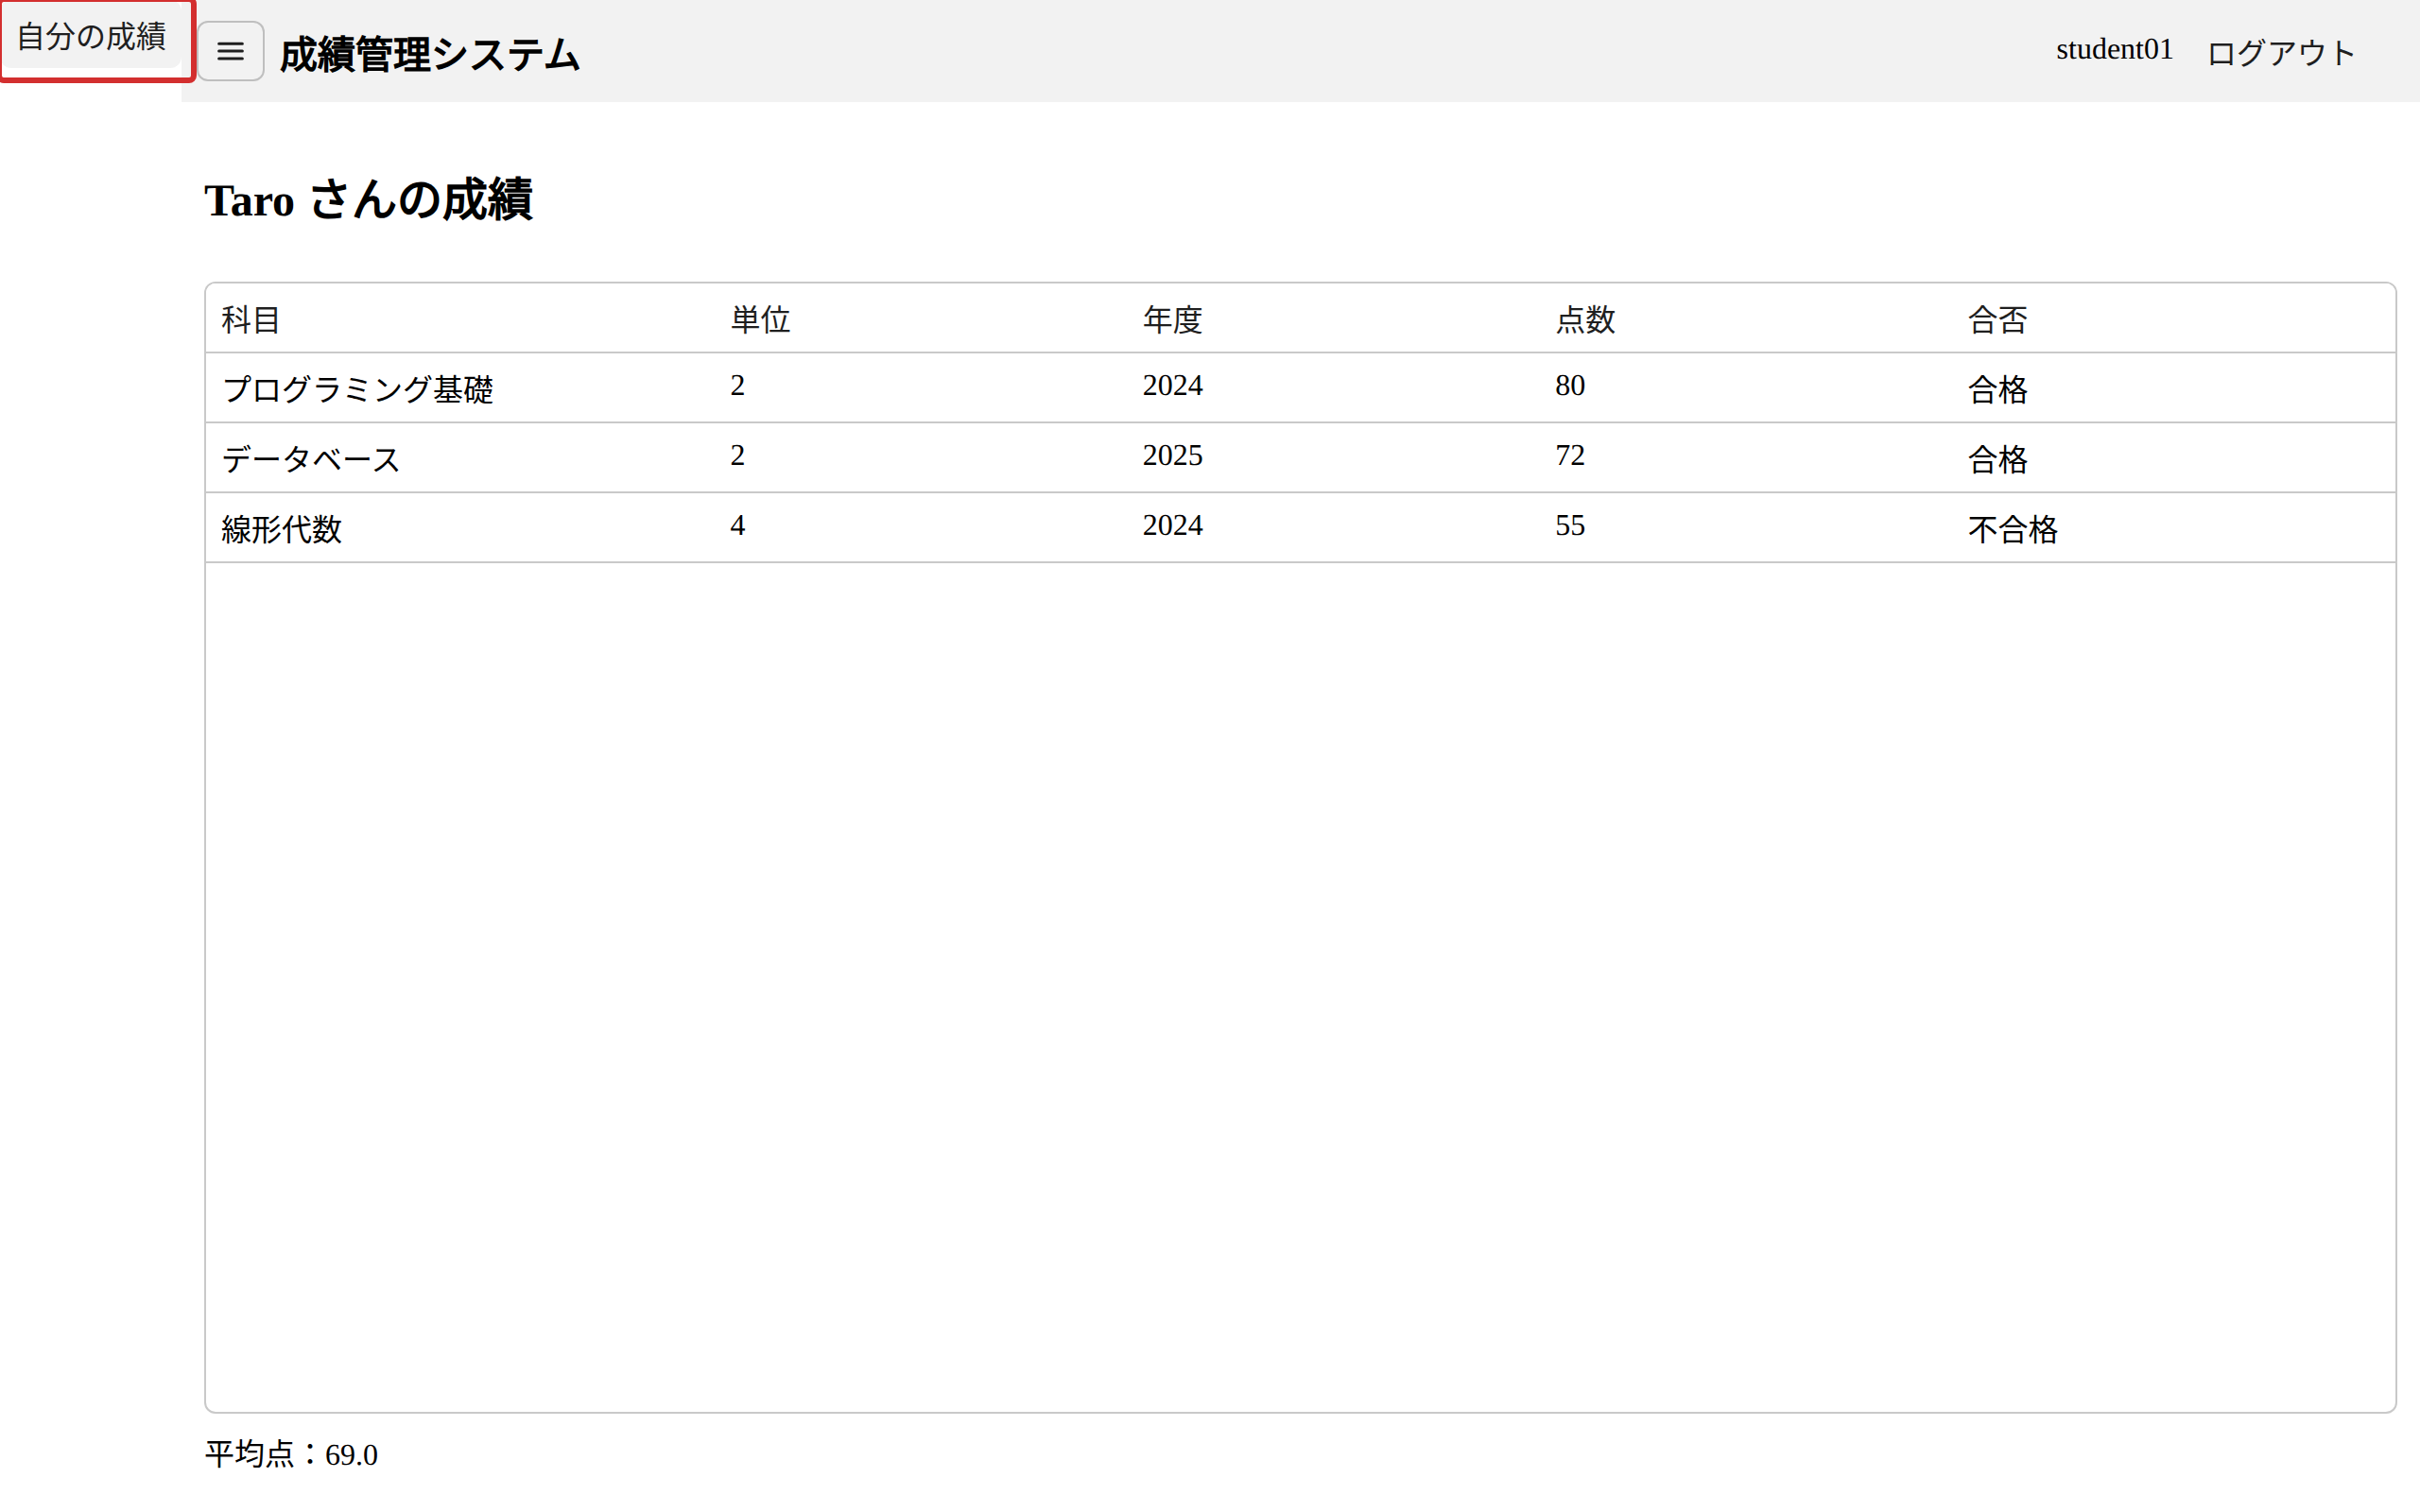 自分の成績
成績管理システム
student01 ログアウト
Taro さんの成績
科目 単位 年度 点数 合否
プログラミング基礎 2 2024 80 合格
データベース 2 2025 72 合格
線形代数 4 2024 55 不合格
平均点：69.0